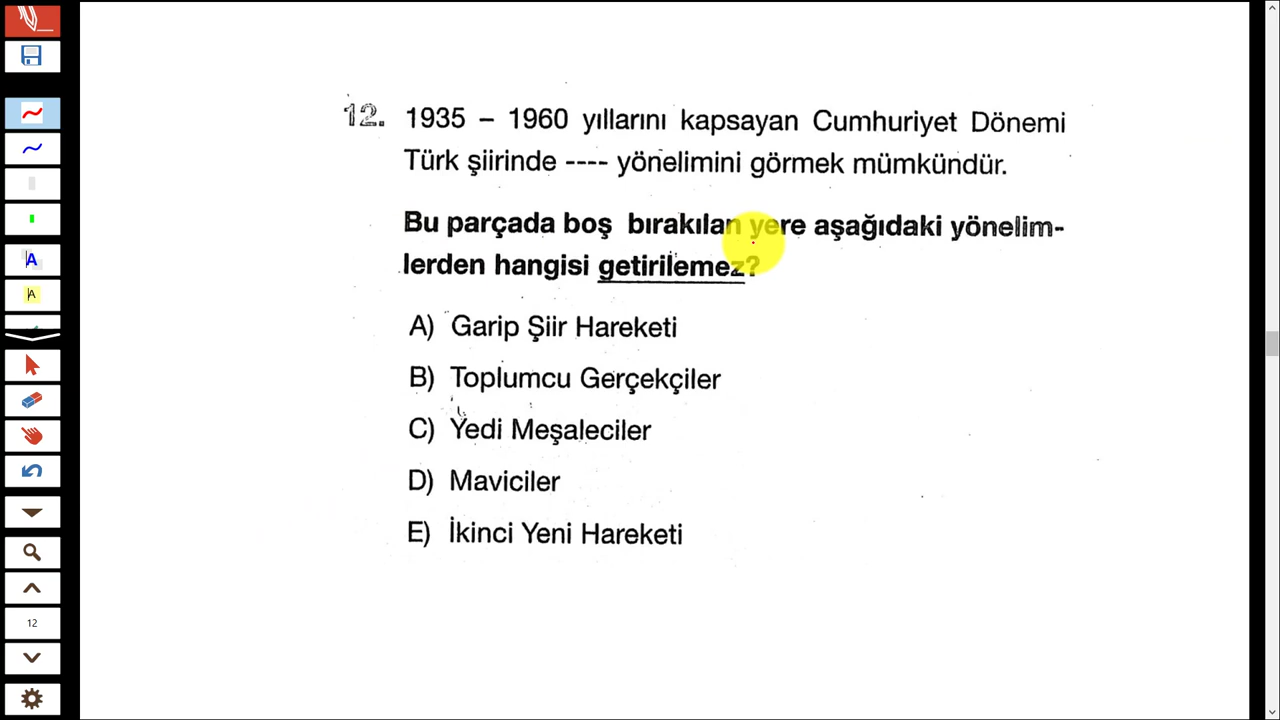 12. 1935 – 1960 yıllarını kapsayan Cumhuriyet Dönemi
Türk şiirinde ---- yönelimini görmek mümkündür.
Bu parçada boş bırakılan yere aşağıdaki yönelim-
lerden hangisi getirilemez?
A) Garip Şiir Hareketi
B) Toplumcu Gerçekçiler
C) Yedi Meşaleciler
D) Maviciler
E) İkinci Yeni Hareketi
A
A
12